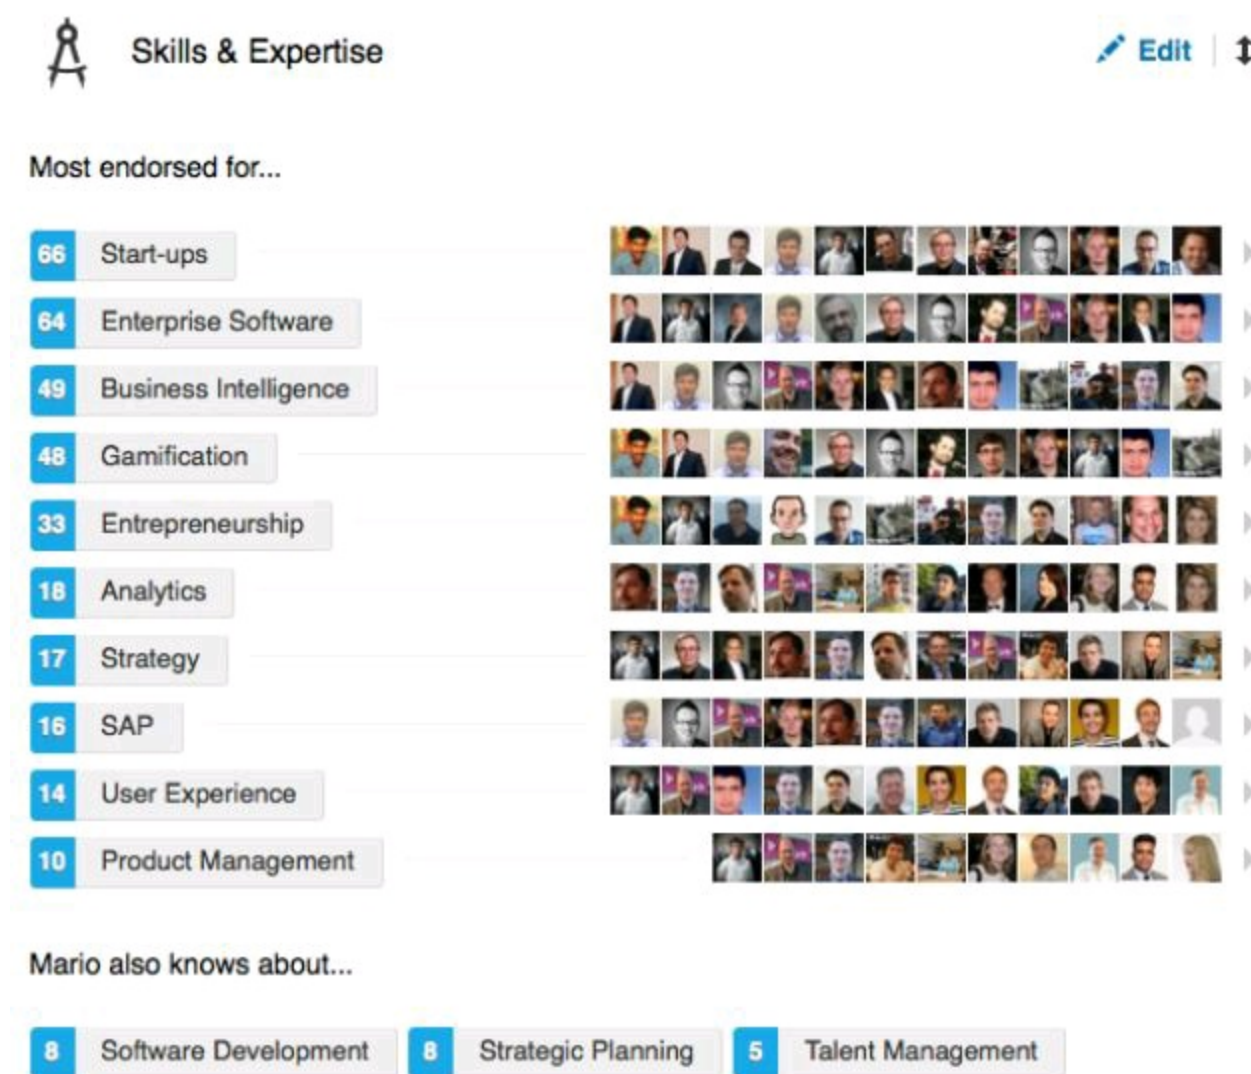 Skills & Expertise
Edit
Most endorsed for...
66 Start-ups
64 Enterprise Software
49 Business Intelligence
48 Gamification
33 Entrepreneurship
18 Analytics
17 Strategy
16 SAP
14 User Experience
10 Product Management
Mario also knows about...
8 Software Development 8 Strategic Planning 5 Talent Management